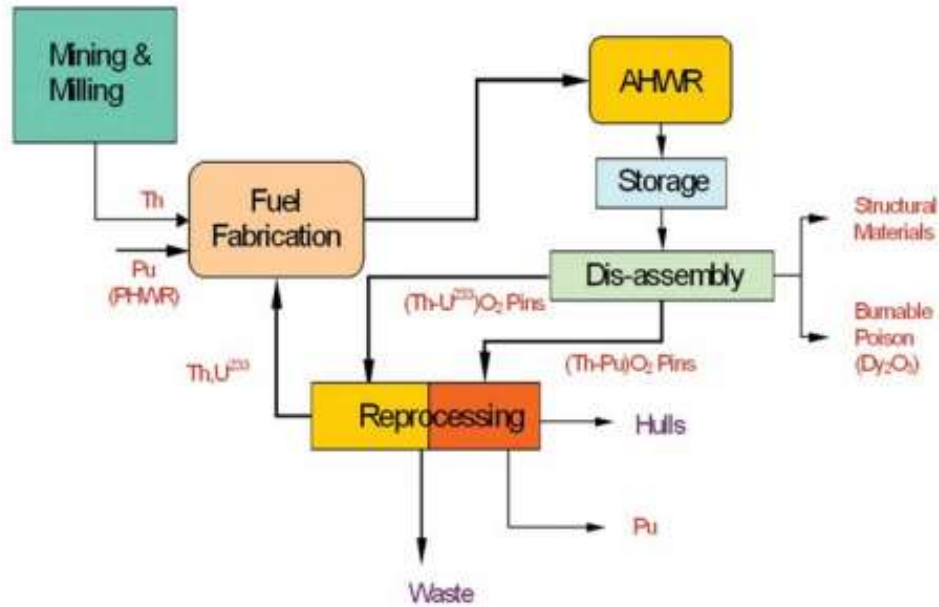 Mining &
Milling
AHWR
Th
Fuel
Fabrication
Storage
Structural
Materials
Pu
(PHWR)
Dis-assembly
(Th-U²³³)O₂ Pins
Burnable
Poison
(Dy₂O₃)
Th,U²³³
(Th-Pu)O₂ Pins
Reprocessing
Hulls
Pu
Waste